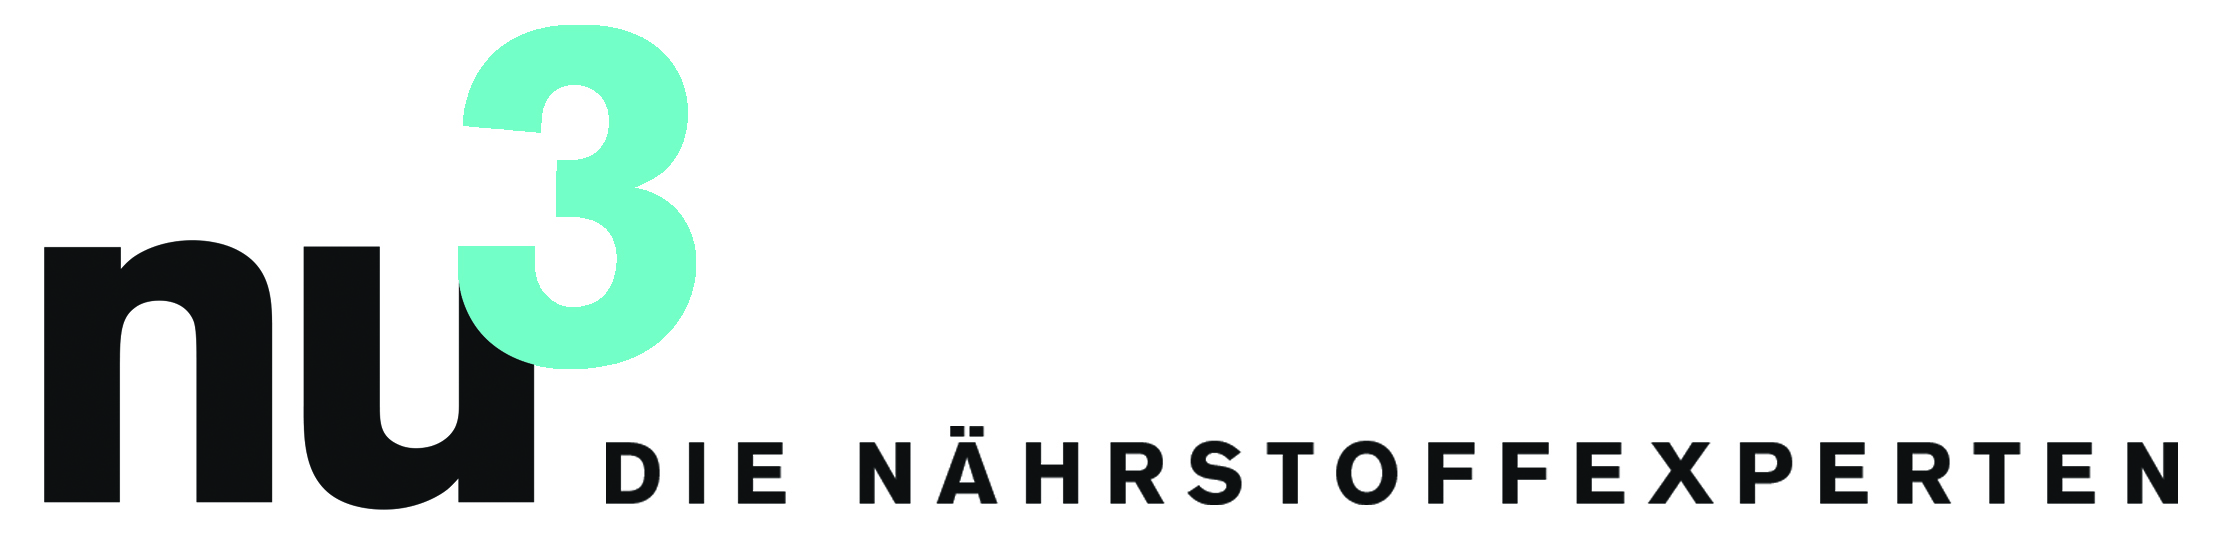 nu3
DIE NÄHRSTOFFEXPERTEN